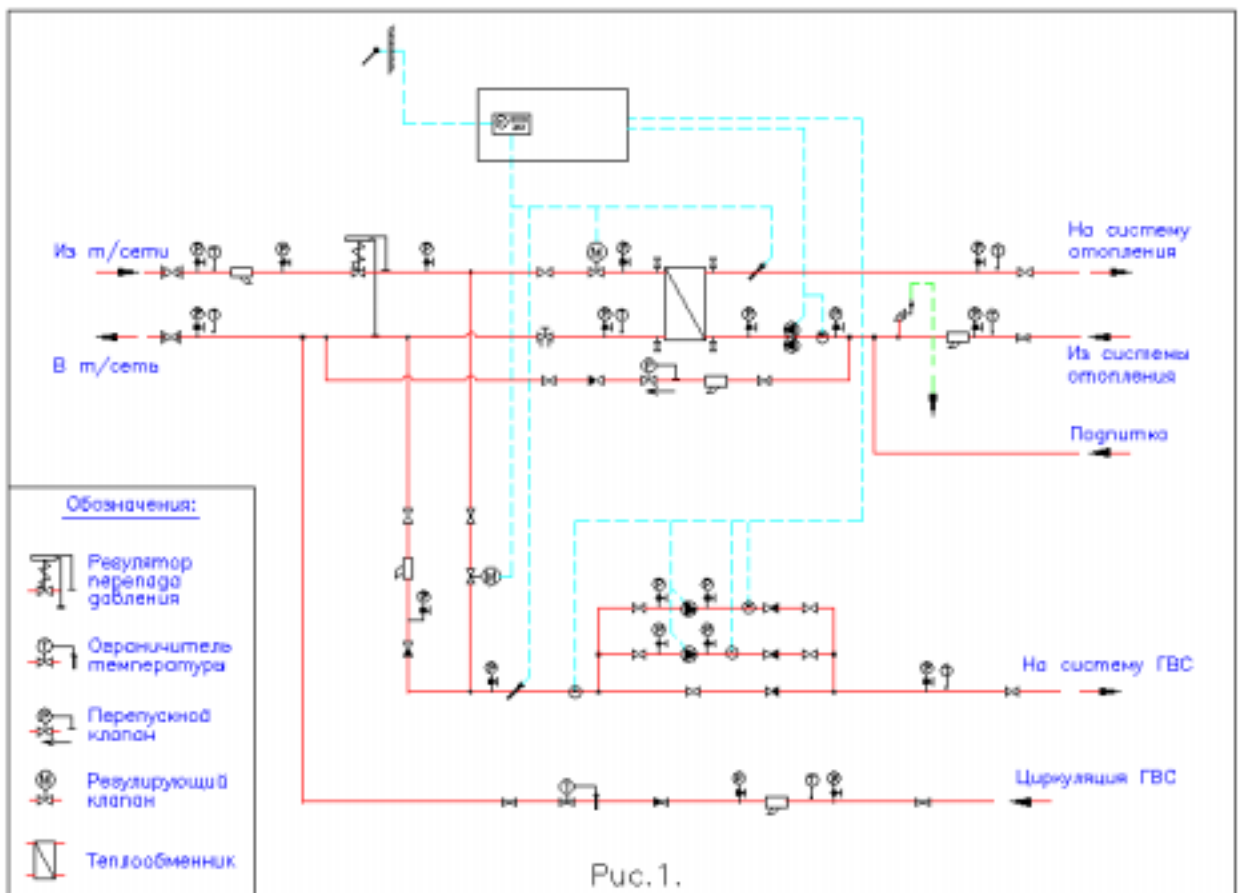 Из т/сети
На систему
отопления
В т/сеть
Из системы
отопления
Подпитка
Обозначения:
Регулятор
перепада
давления
Ограничитель
температуры
Перепускной
клапан
Регулирующий
клапан
Теплообменник
На систему ГВС
Циркуляция ГВС
Рис.1.